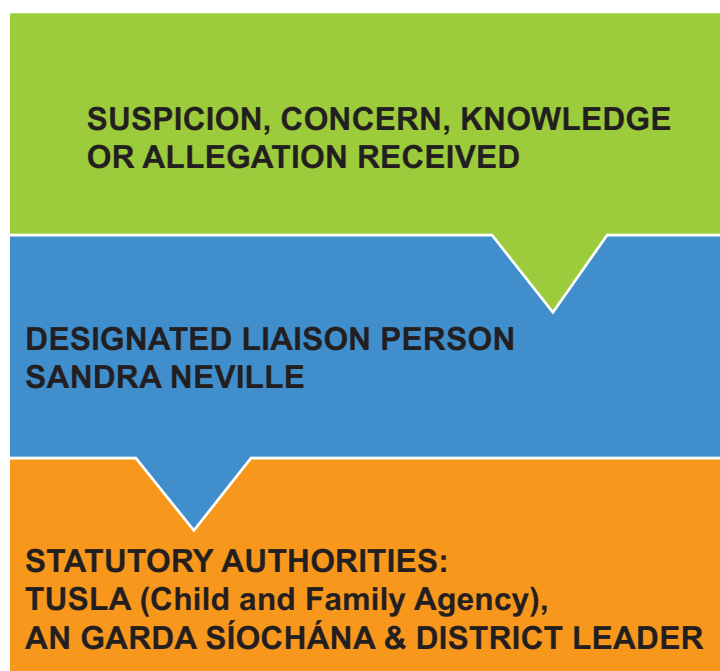 SUSPICION, CONCERN, KNOWLEDGE
OR ALLEGATION RECEIVED
DESIGNATED LIAISON PERSON
SANDRA NEVILLE
STATUTORY AUTHORITIES:
TUSLA (Child and Family Agency),
AN GARDA SÍOCHÁNA & DISTRICT LEADER